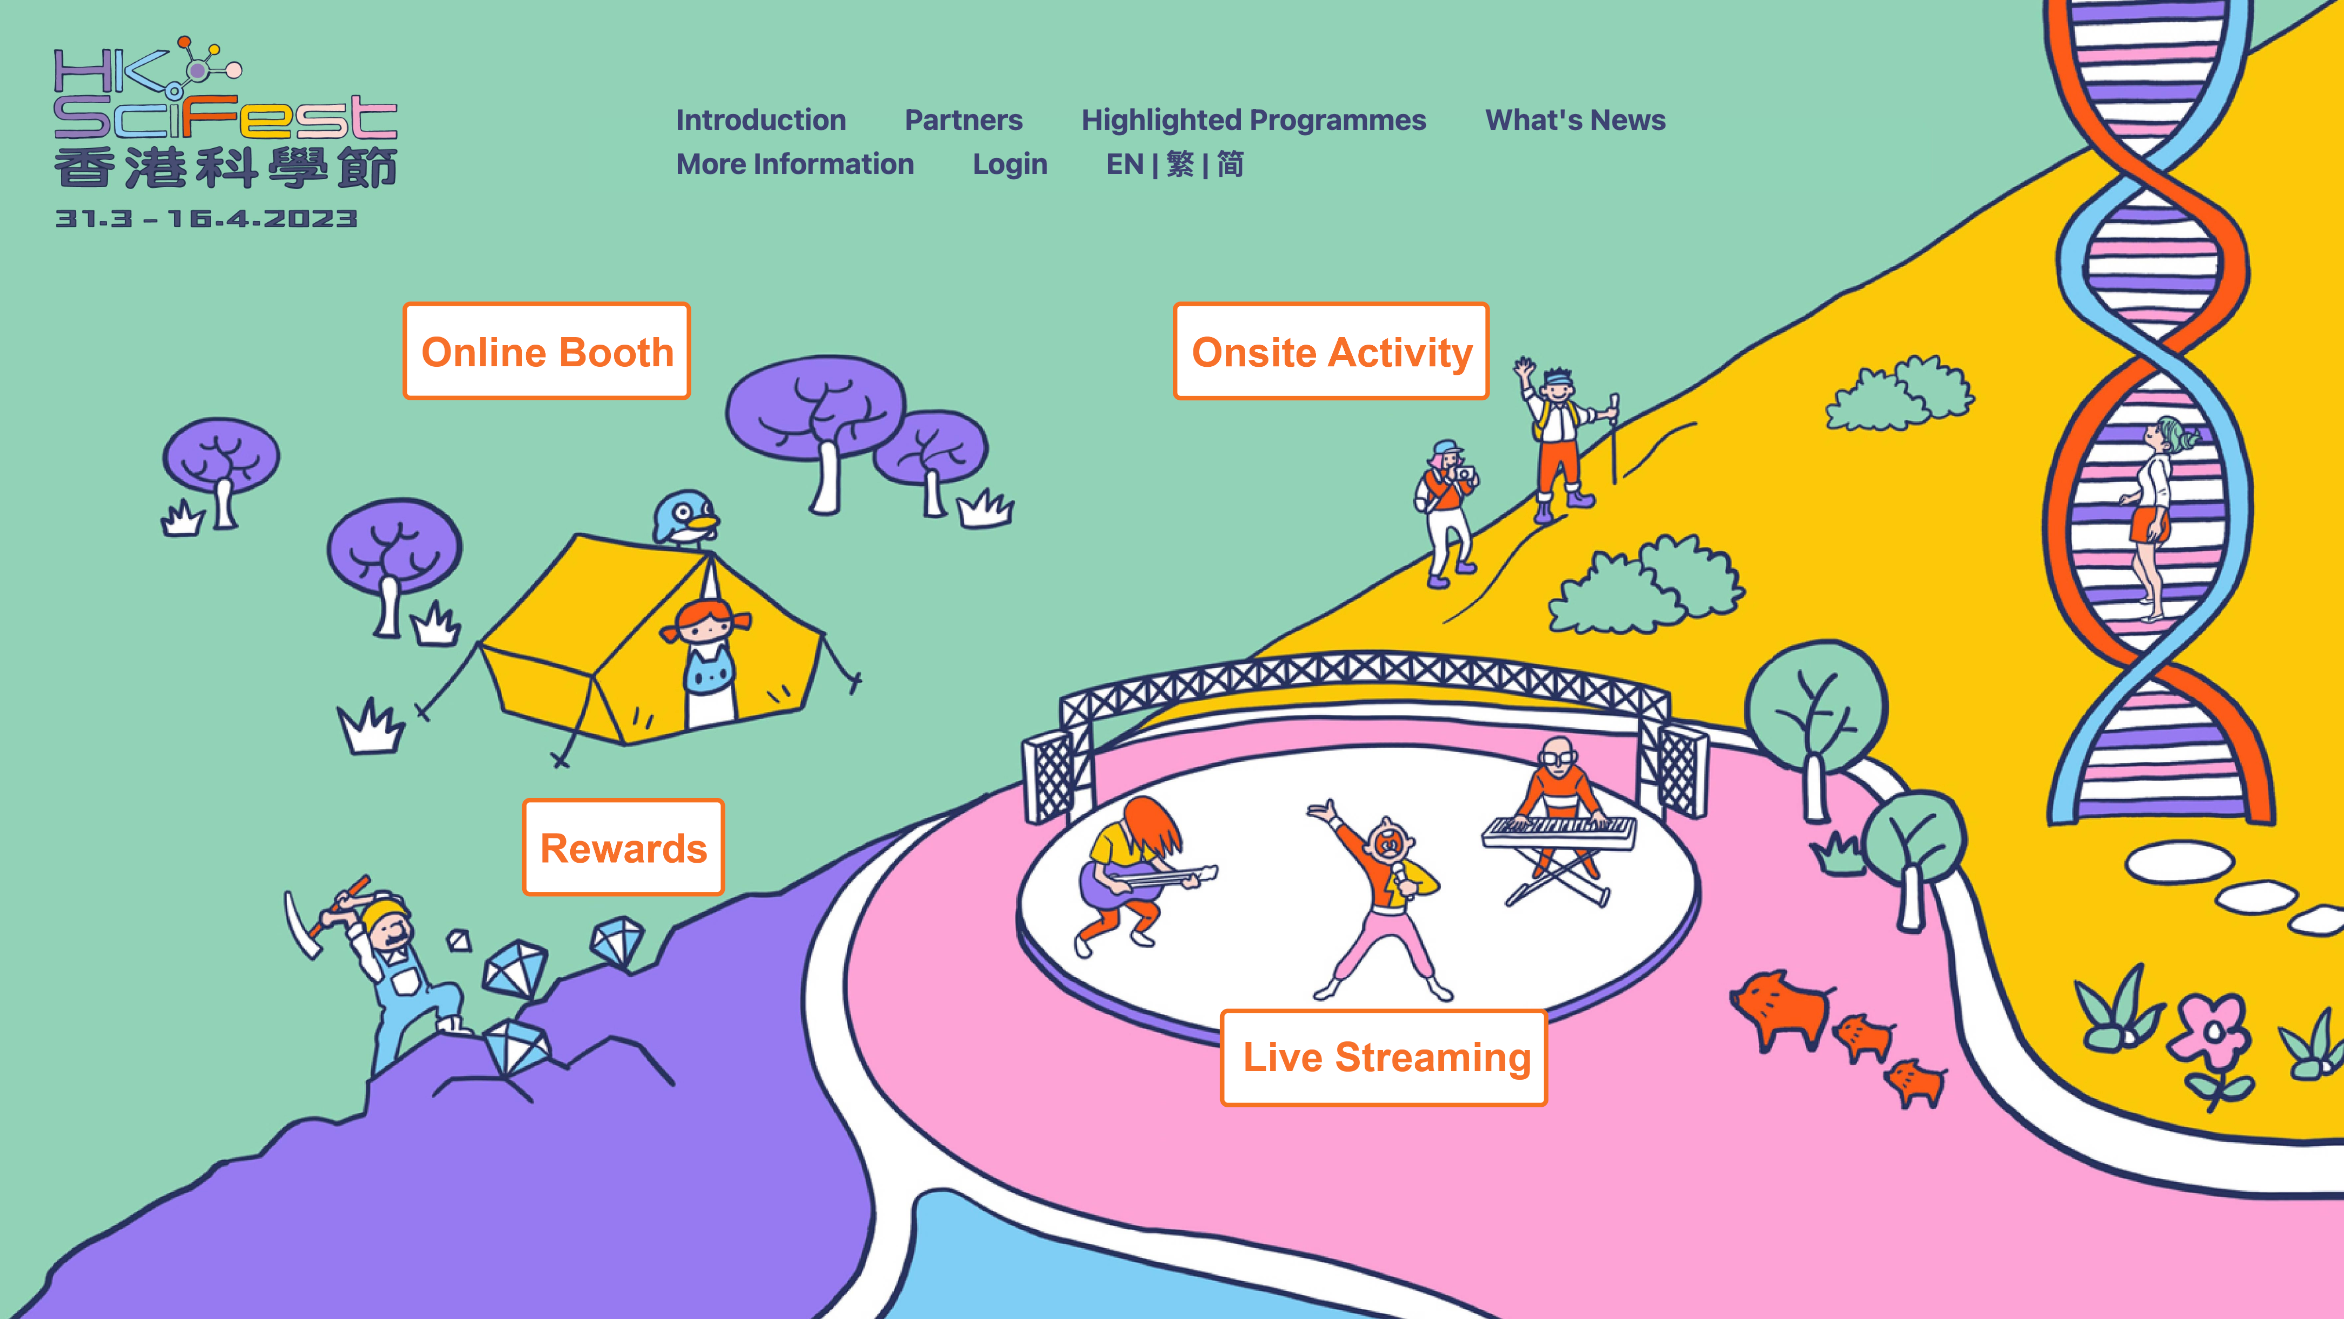 HK
SciFest
香港科學節
31.3 - 16.4.2023
Introduction Partners Highlighted Programmes What's News
More Information Login EN | 繁 | 简
Online Booth
Onsite Activity
Rewards
Live Streaming